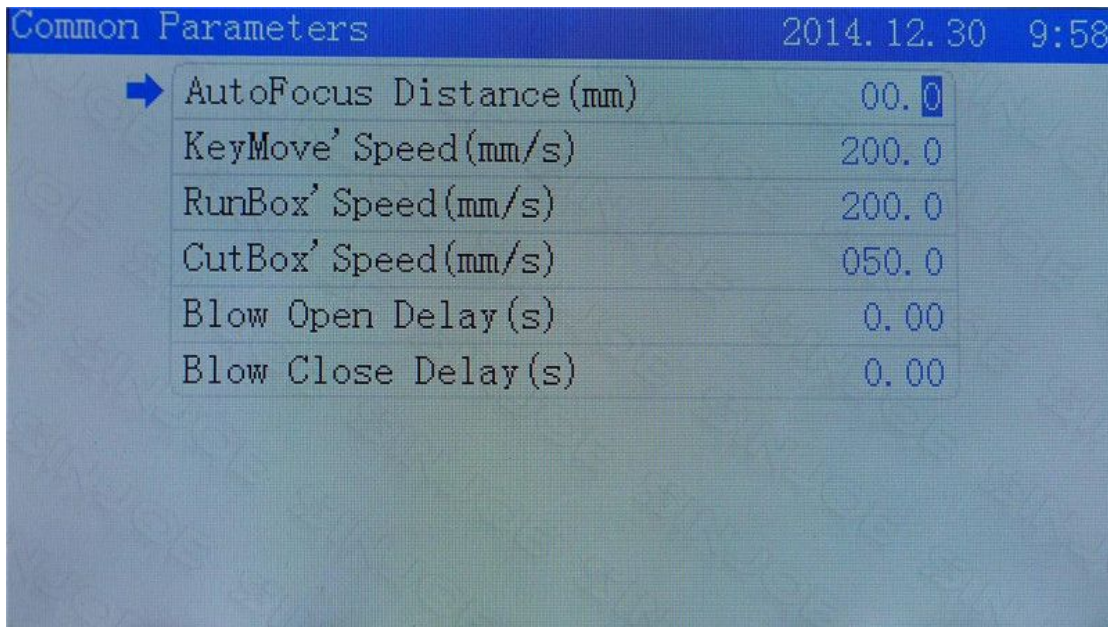 Common Parameters 2014.12.30 9:58
AutoFocus Distance(mm) 00.0
KeyMove' Speed(mm/s) 200.0
RunBox' Speed(mm/s) 200.0
CutBox' Speed(mm/s) 050.0
Blow Open Delay(s) 0.00
Blow Close Delay(s) 0.00